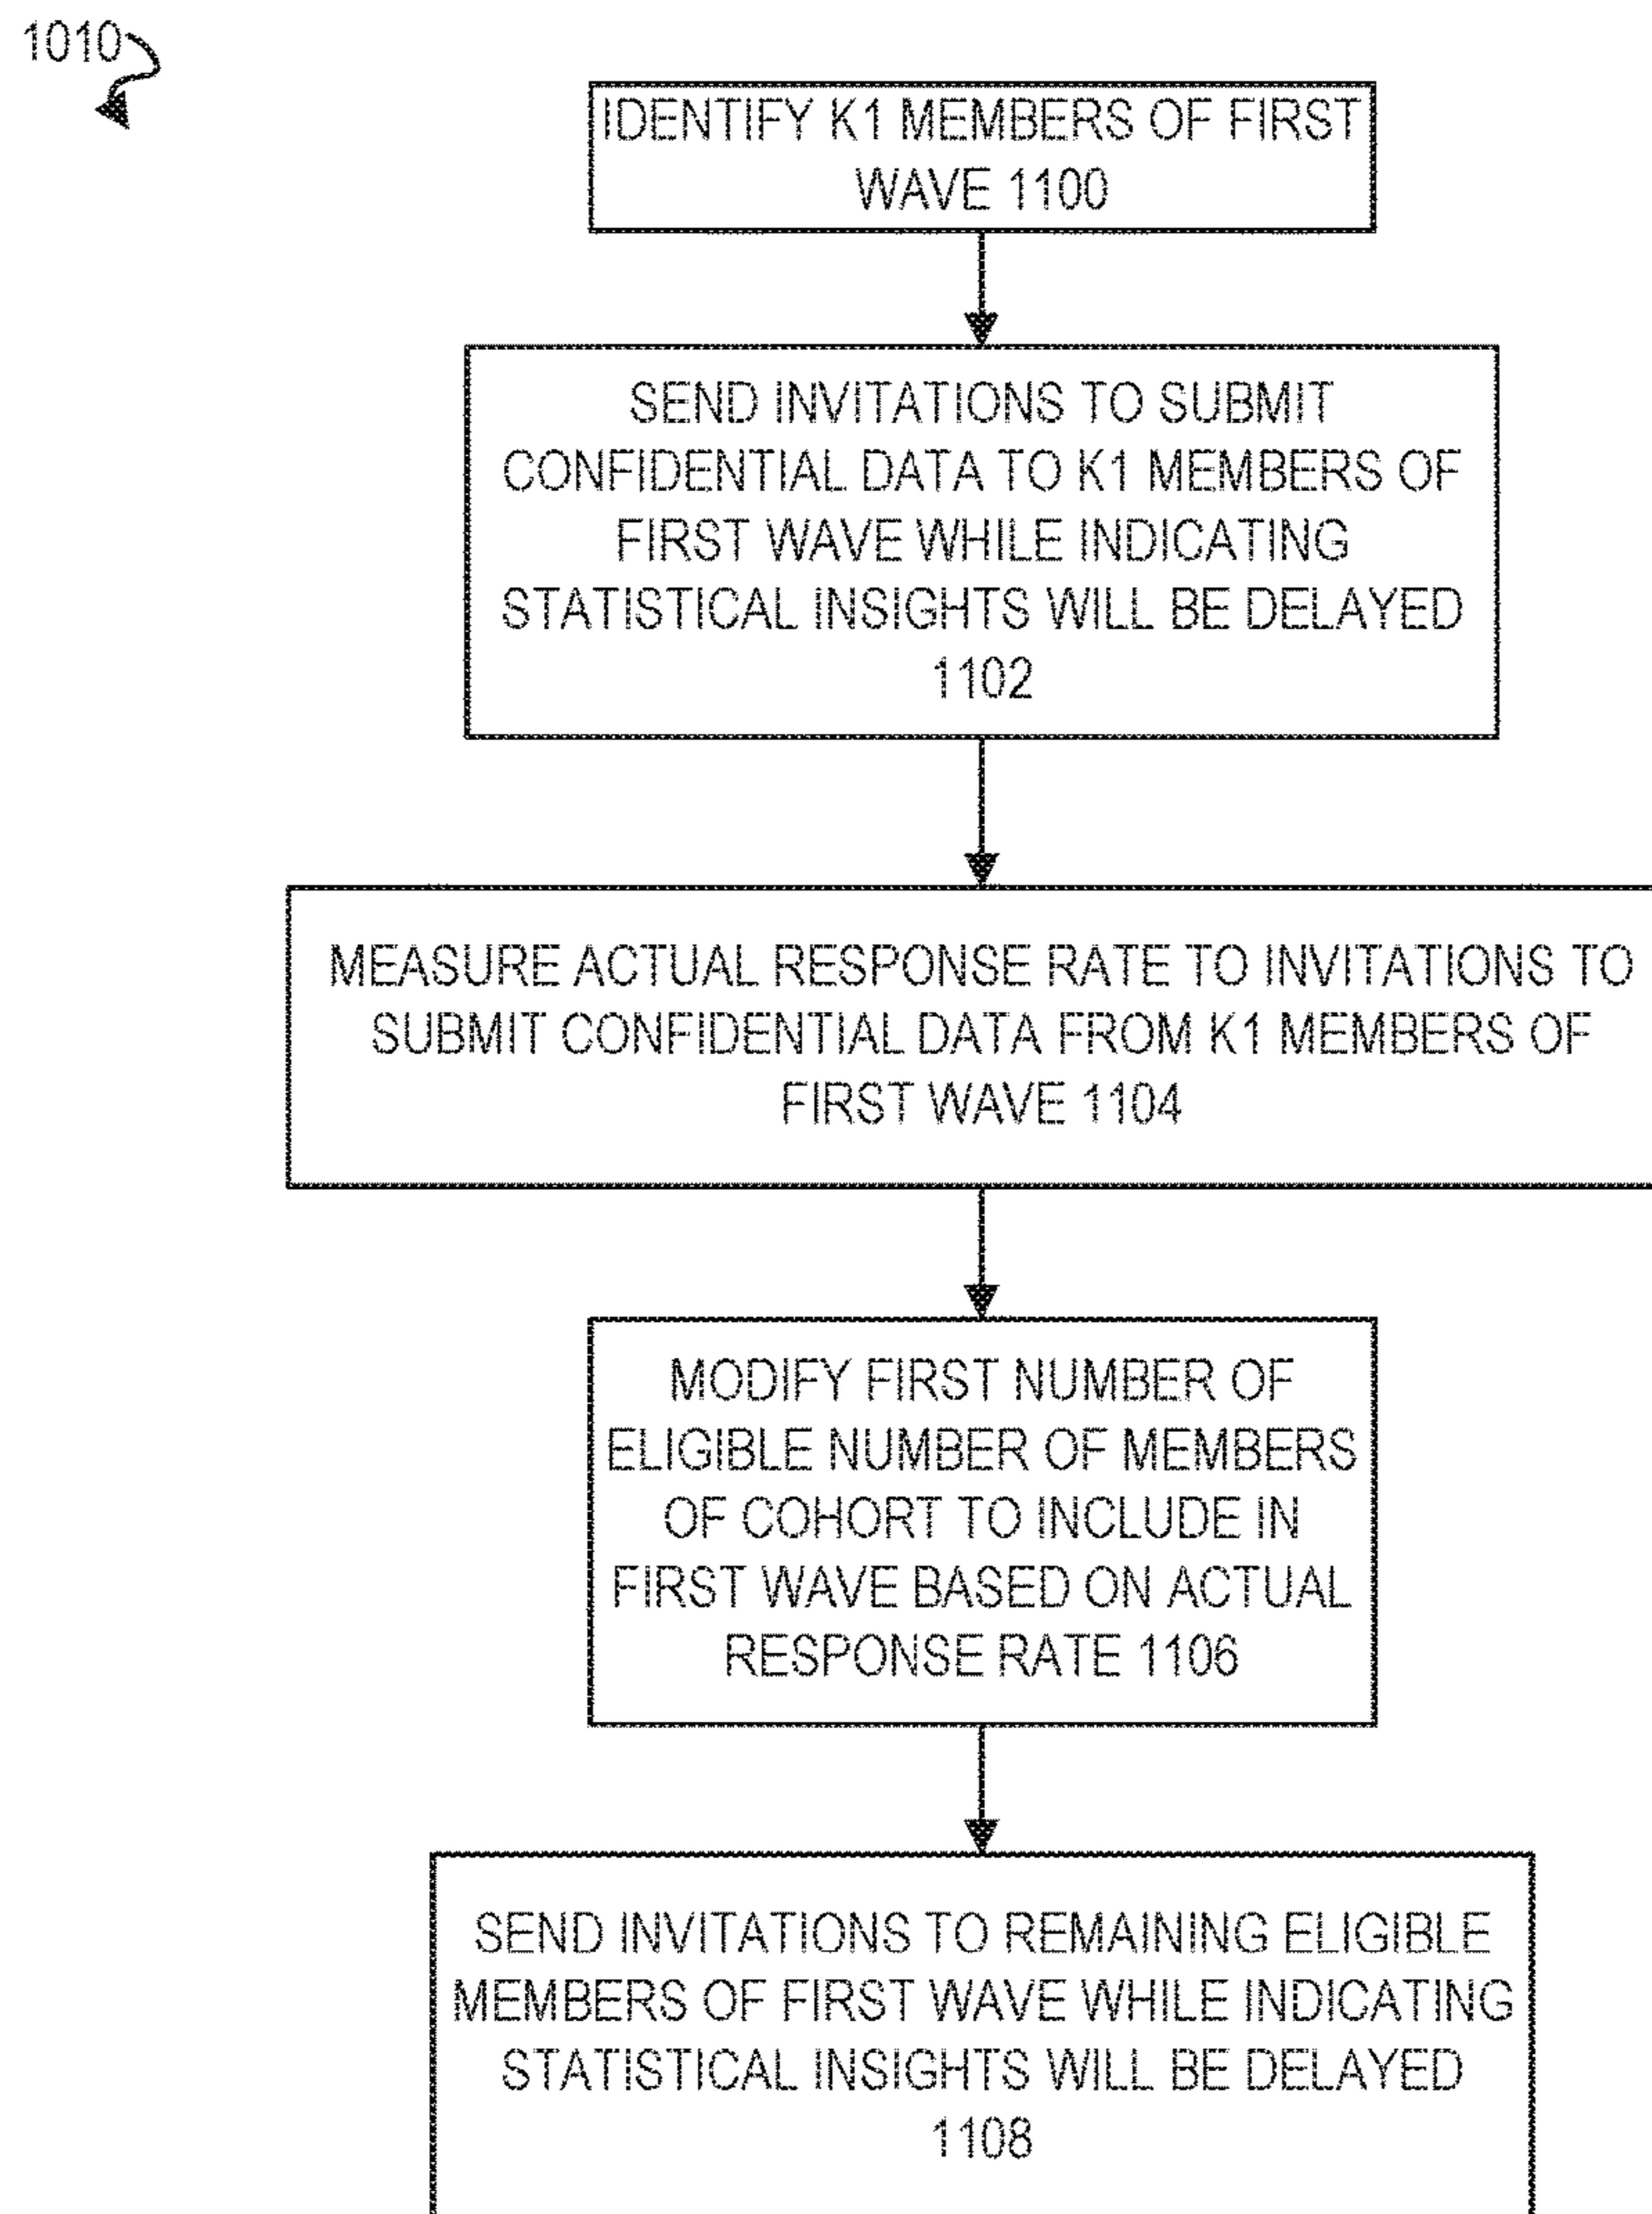 1010
IDENTIFY K1 MEMBERS OF FIRST
WAVE 1100
SEND INVITATIONS TO SUBMIT
CONFIDENTIAL DATA TO K1 MEMBERS OF
FIRST WAVE WHILE INDICATING
STATISTICAL INSIGHTS WILL BE DELAYED
1102
MEASURE ACTUAL RESPONSE RATE TO INVITATIONS TO
SUBMIT CONFIDENTIAL DATA FROM K1 MEMBERS OF
FIRST WAVE 1104
MODIFY FIRST NUMBER OF
ELIGIBLE NUMBER OF MEMBERS
OF COHORT TO INCLUDE IN
FIRST WAVE BASED ON ACTUAL
RESPONSE RATE 1106
SEND INVITATIONS TO REMAINING ELIGIBLE
MEMBERS OF FIRST WAVE WHILE INDICATING
STATISTICAL INSIGHTS WILL BE DELAYED
1108